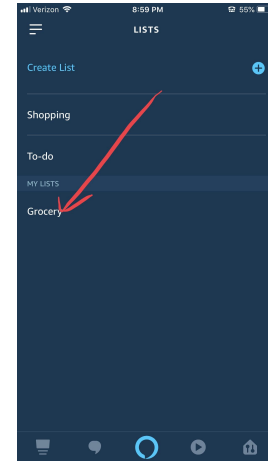 Verizon 8:59 PM 55%
LISTS
Create List
Shopping
To-do
MY LISTS
Grocery